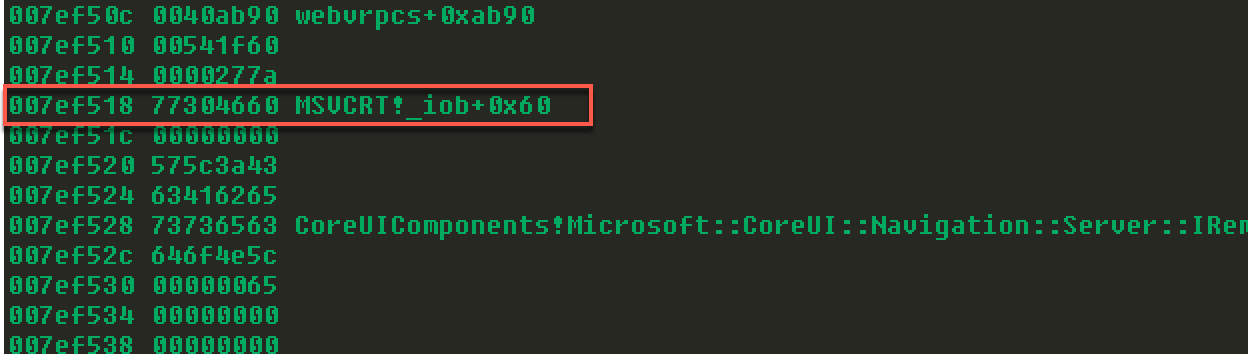 007ef50c 0040ab90 webvrpcs+0xab90
007ef510 00541f60
007ef514 0000277a
007ef518 77304660 MSVCRT!_iob+0x60
007ef51c 00000000
007ef520 575c3a43
007ef524 63416265
007ef528 73736563 CoreUIComponents!Microsoft::CoreUI::Navigation::Server::IRem
007ef52c 646f4e5c
007ef530 00000065
007ef534 00000000
007ef538 00000000